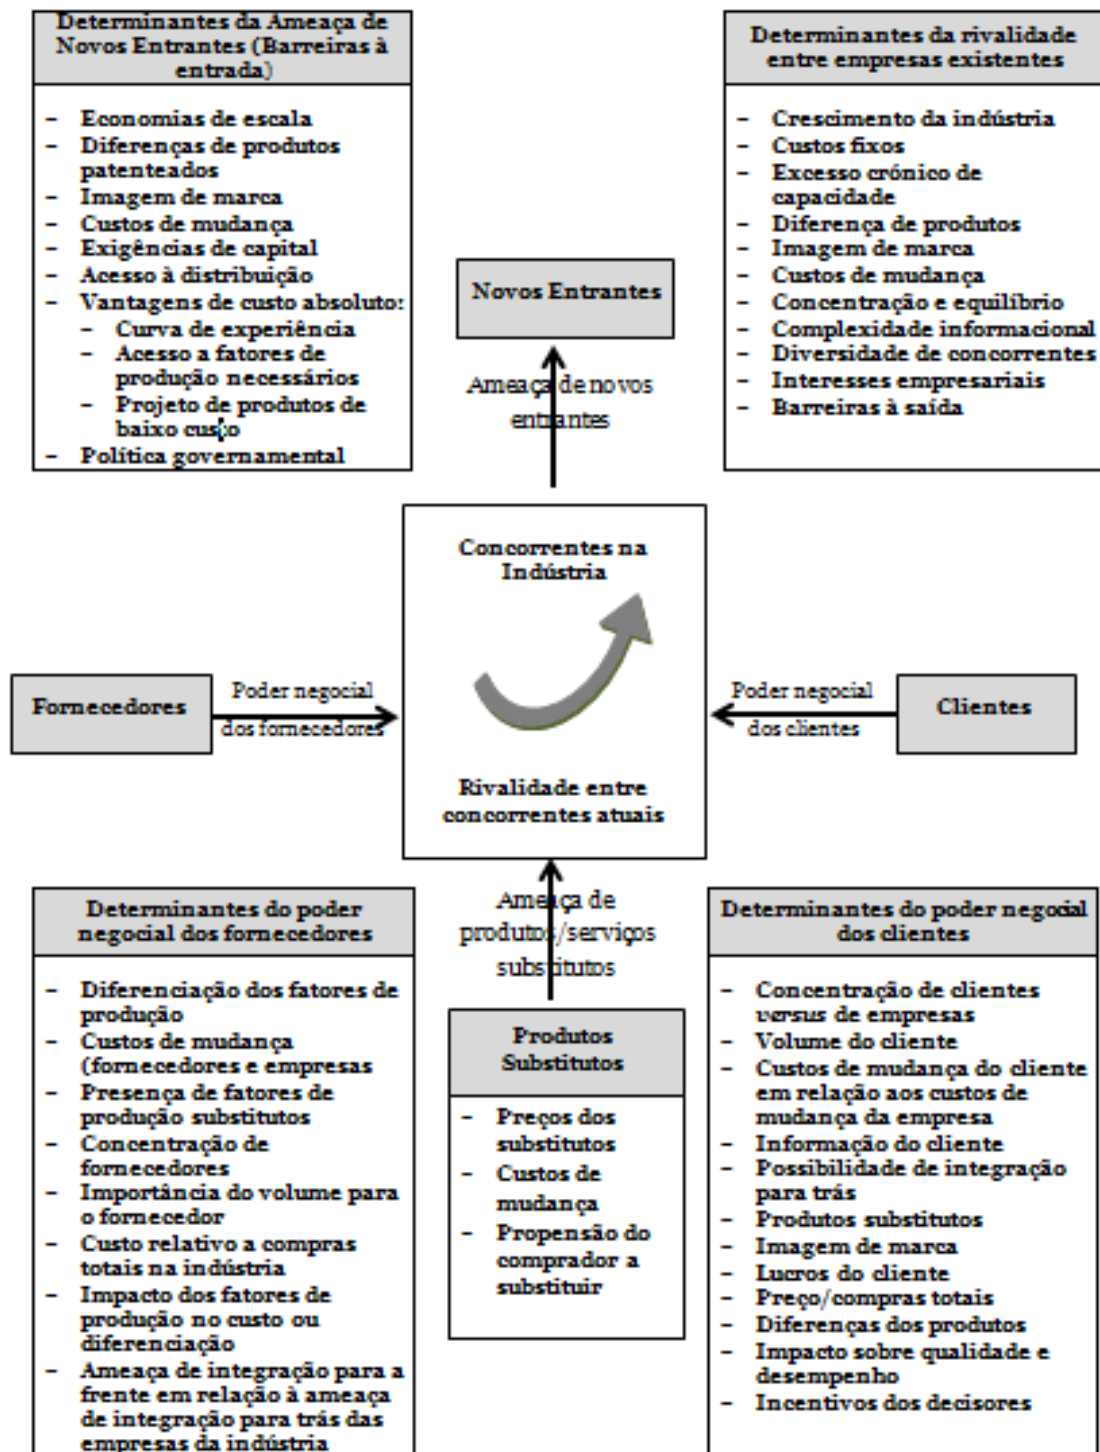 Determinantes da Ameaça de
Novos Entrantes (Barreiras à
entrada)
– Economias de escala
– Diferenças de produtos
patenteados
– Imagem de marca
– Custos de mudança
– Exigências de capital
– Acesso à distribuição
– Vantagens de custo absoluto:
– Curva de experiência
– Acesso a fatores de
produção necessários
– Projeto de produtos de
baixo custo
– Política governamental
Determinantes da rivalidade
entre empresas existentes
– Crescimento da indústria
– Custos fixos
– Excesso crónico de
capacidade
– Diferença de produtos
– Imagem de marca
– Custos de mudança
– Concentração e equilíbrio
– Complexidade informacional
– Diversidade de concorrentes
– Interesses empresariais
– Barreiras à saída
Novos Entrantes
Ameaça de novos
entrantes
Concorrentes na
Indústria
Rivalidade entre
concorrentes atuais
Fornecedores
Poder negocial
dos fornecedores
Poder negocial
dos clientes
Clientes
Ameaça de
produtos/serviços
substitutos
Produtos
Substitutos
– Preços dos
substitutos
– Custos de
mudança
– Propensão do
comprador a
substituir
Determinantes do poder
negocial dos fornecedores
– Diferenciação dos fatores de
produção
– Custos de mudança
(fornecedores e empresas
– Presença de fatores de
produção substitutos
– Concentração de
fornecedores
– Importância do volume para
o fornecedor
– Custo relativo a compras
totais na indústria
– Impacto dos fatores de
produção no custo ou
diferenciação
– Ameaça de integração para a
frente em relação à ameaça
de integração para trás das
empresas da indústria
Determinantes do poder negocial
dos clientes
– Concentração de clientes
versus de empresas
– Volume do cliente
– Custos de mudança do cliente
em relação aos custos de
mudança da empresa
– Informação do cliente
– Possibilidade de integração
para trás
– Produtos substitutos
– Imagem de marca
– Lucros do cliente
– Preço/compras totais
– Diferenças dos produtos
– Impacto sobre qualidade e
desempenho
– Incentivos dos decisores